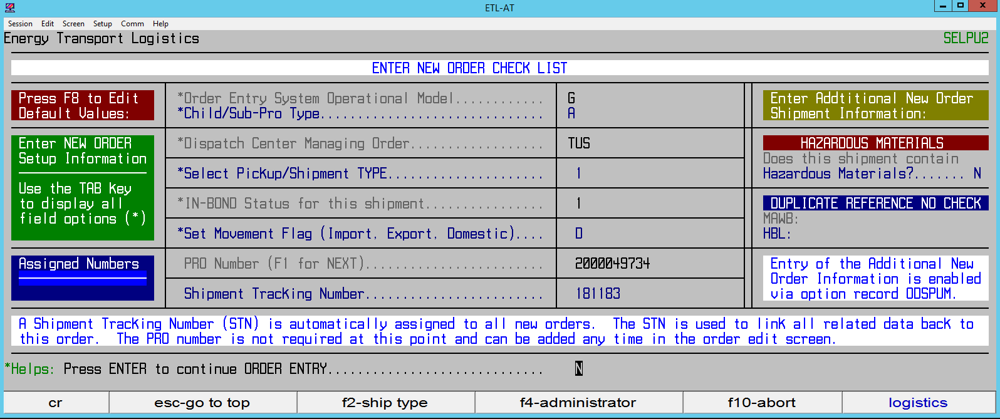 ETL-AT
Session Edit Screen Setup Comm Help
Energy Transport Logistics SELPU2
ENTER NEW ORDER CHECK LIST
Press F8 to Edit
Default Values:
Enter NEW ORDER
Setup Information
Use the TAB Key
to display all
field options (*)
Assigned Numbers
*Order Entry System Operational Model............ G
*Child/Sub-Pro Type.............................. A
*Dispatch Center Managing Order.................. TUS
*Select Pickup/Shipment TYPE..................... 1
*IN-BOND Status for this shipment................ 1
*Set Movement Flag (Import, Export, Domestic).... D
PRO Number (F1 for NEXT)........................ 2000049734
Shipment Tracking Number........................ 181183
Enter Addtitional New Order
Shipment Information:
HAZARDOUS MATERIALS
Does this shipment contain
Hazardous Materials?....... N
DUPLICATE REFERENCE NO CHECK
MAWB:
HBL:
Entry of the Additional New
Order Information is enabled
via option record ODSPUM.
A Shipment Tracking Number (STN) is automatically assigned to all new orders. The STN is used to link all related data back to
this order. The PRO number is not required at this point and can be added any time in the order edit screen.
*Helps: Press ENTER to continue ORDER ENTRY............................. N
cr esc-go to top f2-ship type f4-administrator f10-abort logistics